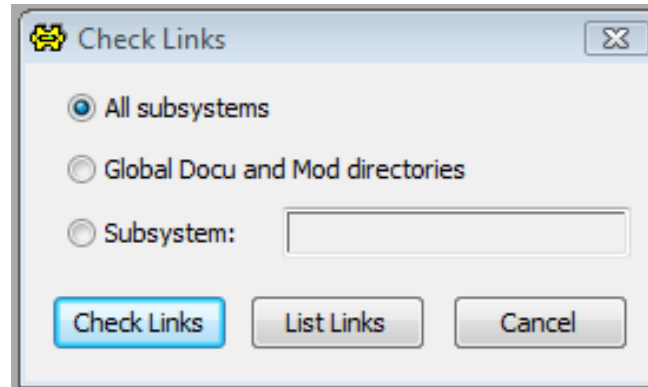 Check Links
All subsystems
Global Docu and Mod directories
Subsystem:
Check Links List Links Cancel